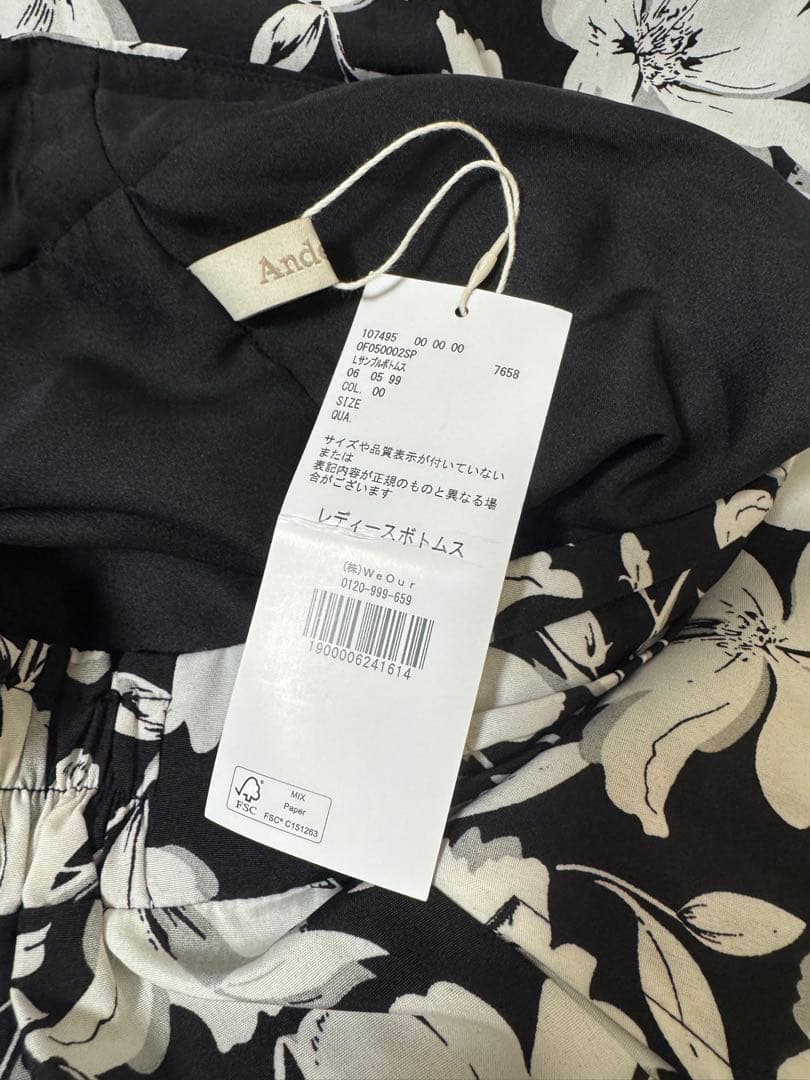 107495 00 00 00
0F050002SP
Lサンプルボトムス 7658
06 05 99
COL. 00
SIZE
QUA.
サイズや品質表示が付いていない
または
表記内容が正規のものと異なる場
合がございます
レディースボトムス
(株)WeOur
0120-999-659
1900006241614
MIX
Paper
FSC
FSC® C151263